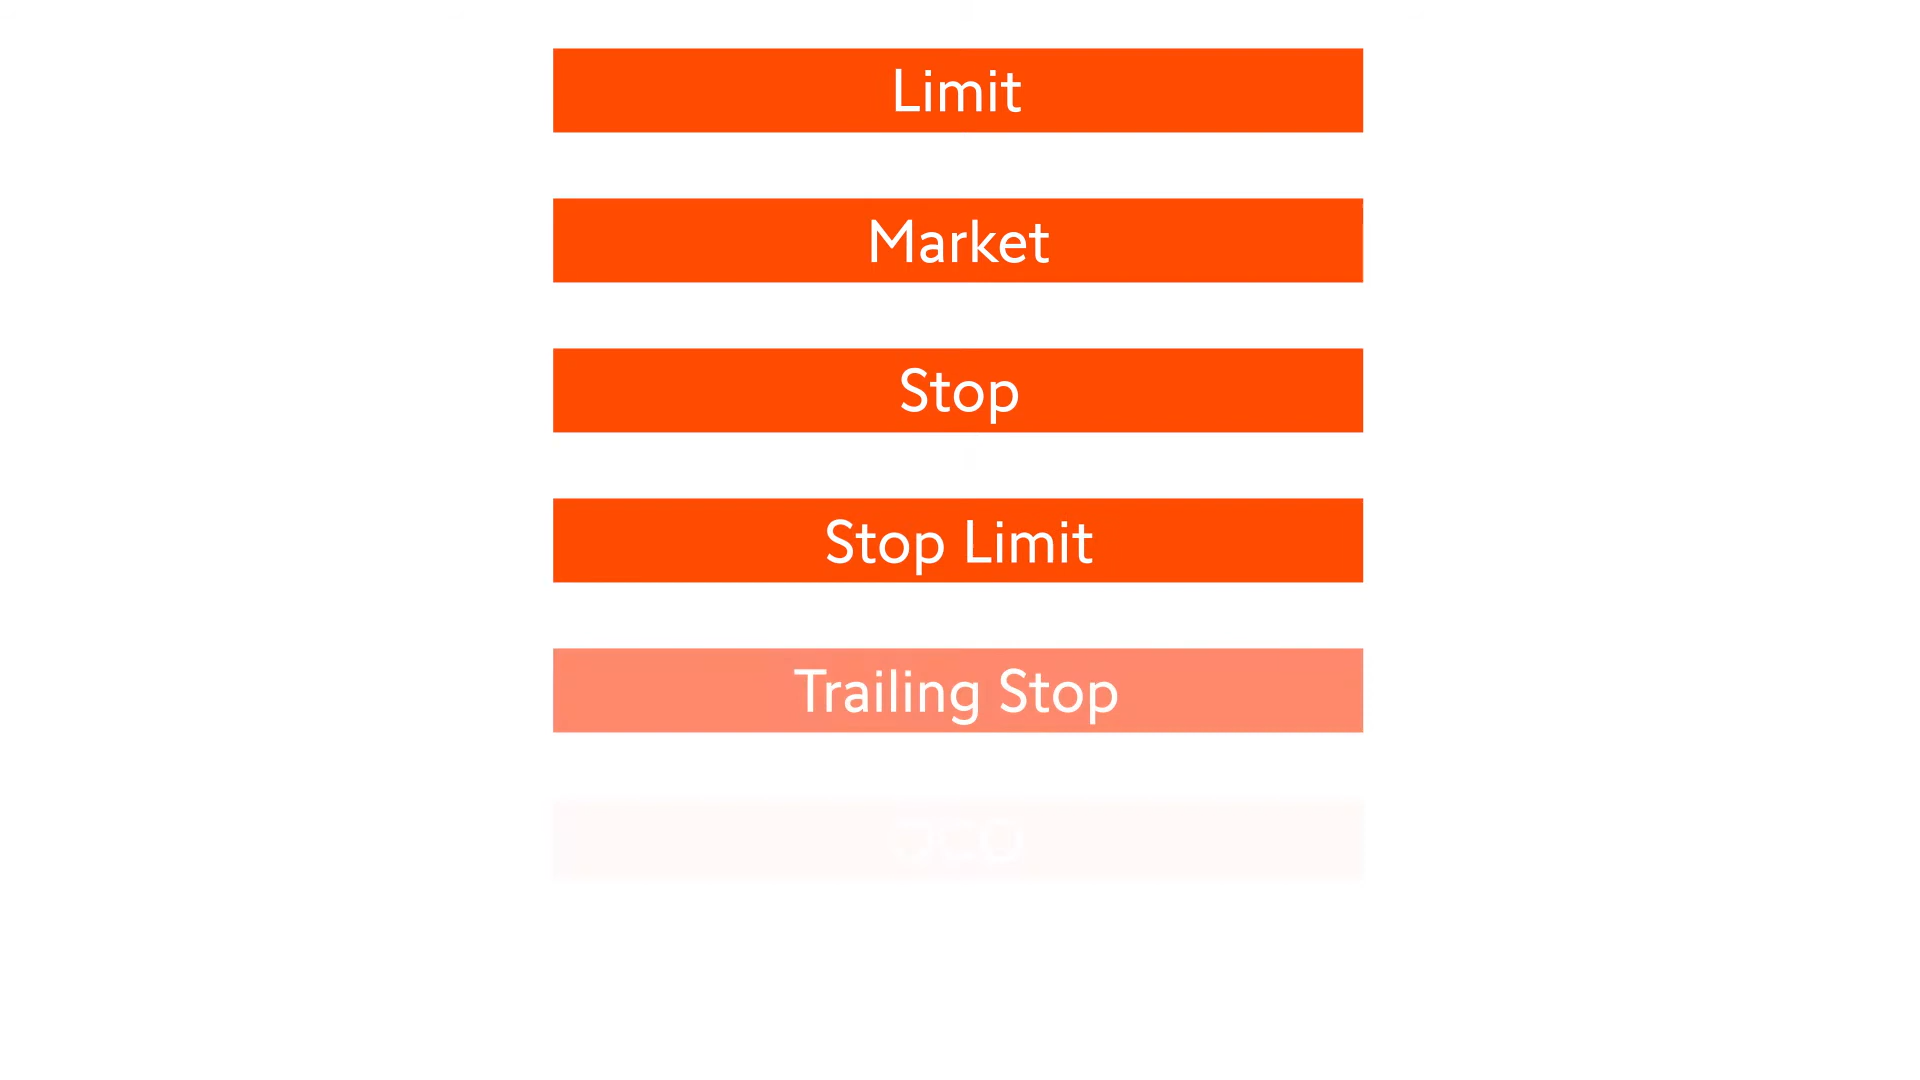 Limit
Market
Stop
Stop Limit
Trailing Stop